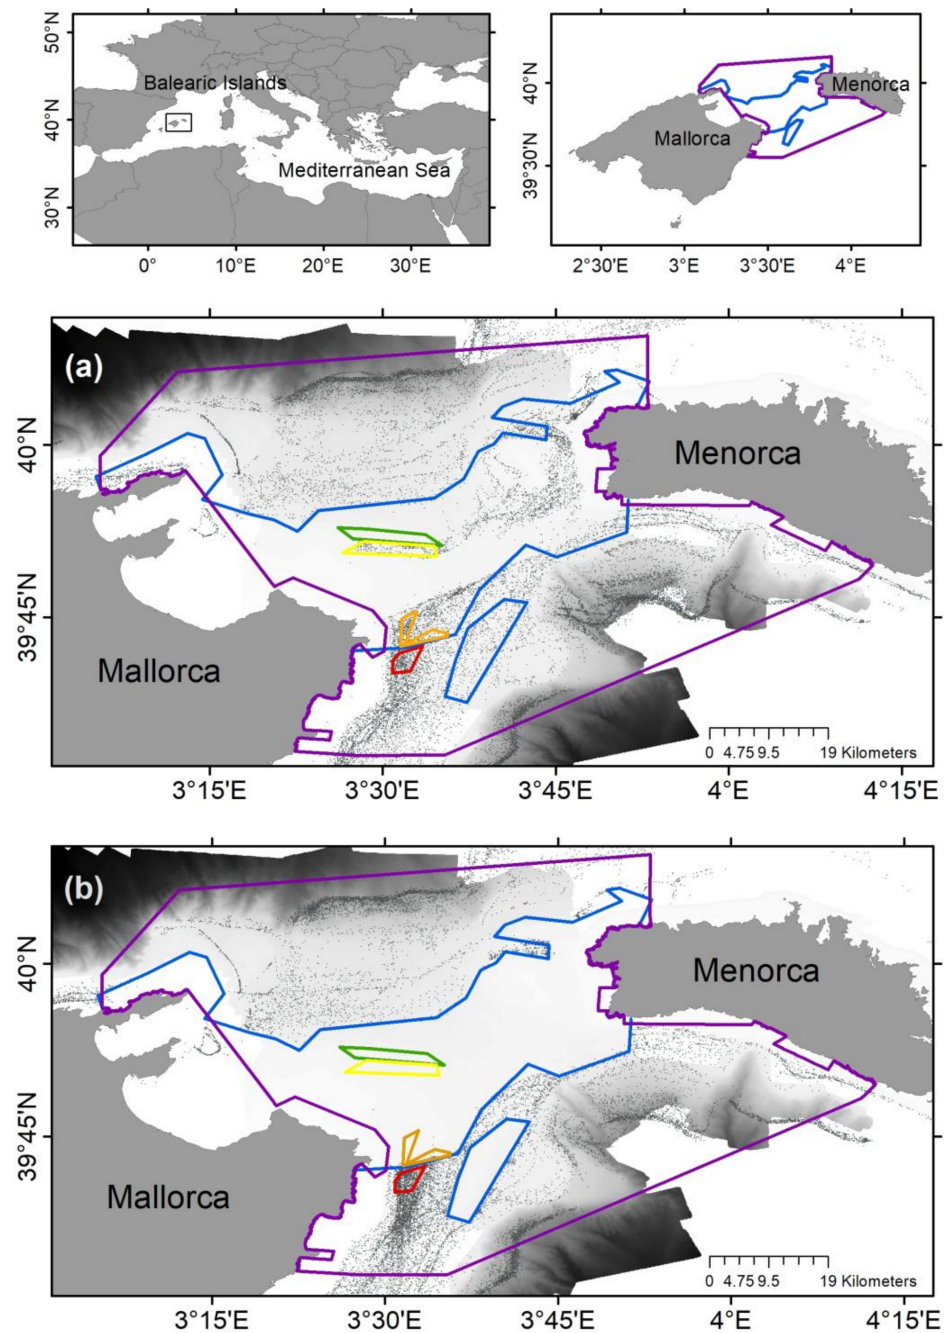 50°N
40°N
30°N
Balearic Islands
Mediterranean Sea
0°
10°E
20°E
30°E
40°N
39°30'N
Menorca
Mallorca
2°30'E
3°E
3°30'E
4°E
(a)
40°N
39°45'N
Menorca
Mallorca
0 4.75 9.5 19 Kilometers
3°15'E
3°30'E
3°45'E
4°E
4°15'E
(b)
40°N
39°45'N
Menorca
Mallorca
0 4.75 9.5 19 Kilometers
3°15'E
3°30'E
3°45'E
4°E
4°15'E